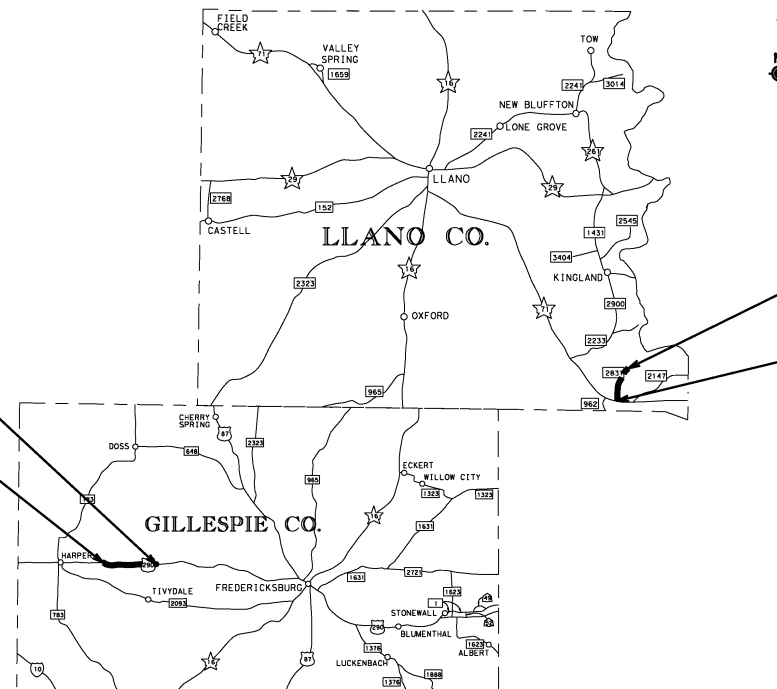 FIELD
CREEK
71
VALLEY
SPRING
1659
16
TOW
2241
3014
NEW BLUFFTON
2241
LONE GROVE
261
29
LLANO
29
2768
152
CASTELL
LLANO CO.
1431
2545
3404
KINGLAND
16
2323
71
2900
OXFORD
2233
2147
965
962
CHERRY
SPRING
87
2323
DOSS
648
965
ECKERT
WILLOW CITY
1323
1323
783
16
GILLESPIE CO.
1631
HARPER
290
1631
2721
FREDERICKSBURG
TIVYDALE
2093
1623
1
STONEWALL
783
290
BLUMENTHAL
1623
ALBERT
1376
LUCKENBACH
16
87
10
1376
1888